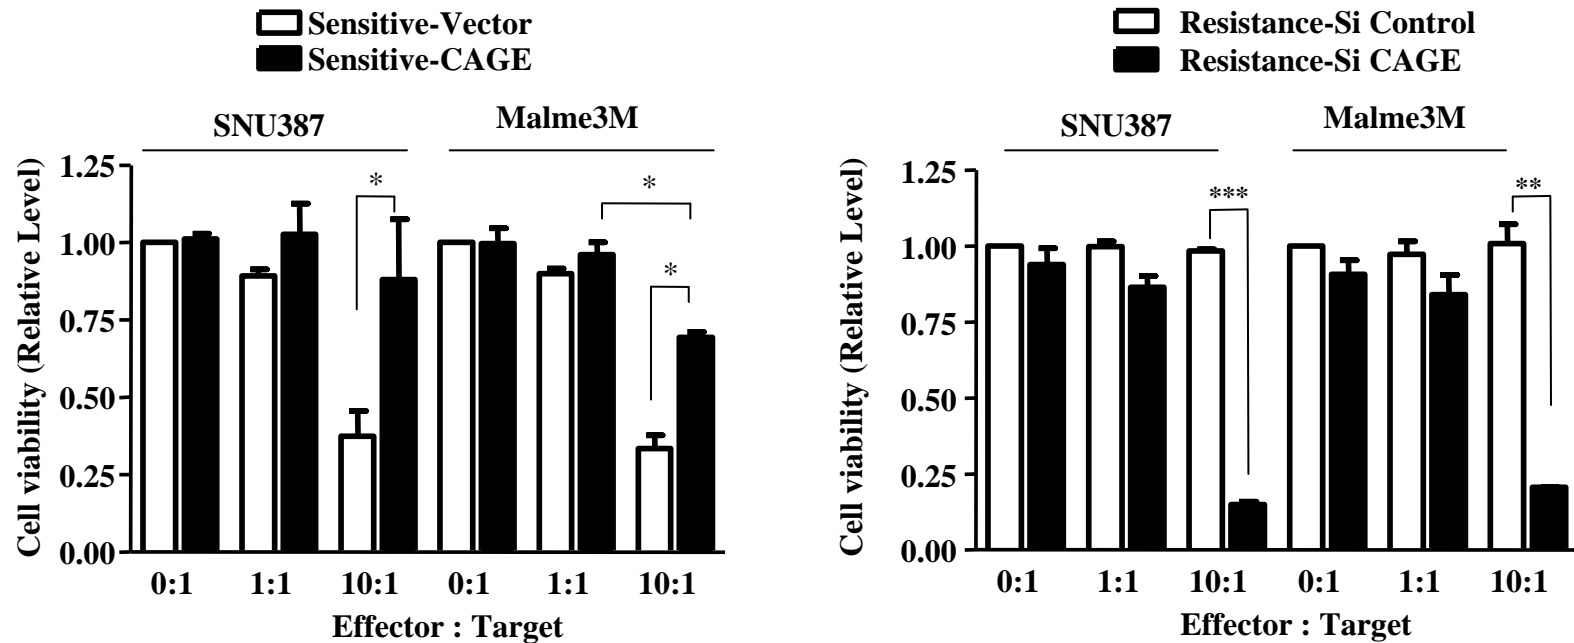 Sensitive-Vector
Sensitive-CAGE
SNU387
Malme3M
Cell viability (Relative Level)
1.25
1.00
0.75
0.50
0.25
0.00
*
*
*
0:1 1:1 10:1 0:1 1:1 10:1
Effector : Target
Resistance-Si Control
Resistance-Si CAGE
SNU387
Malme3M
Cell viability (Relative Level)
1.25
1.00
0.75
0.50
0.25
0.00
***
**
0:1 1:1 10:1 0:1 1:1 10:1
Effector : Target